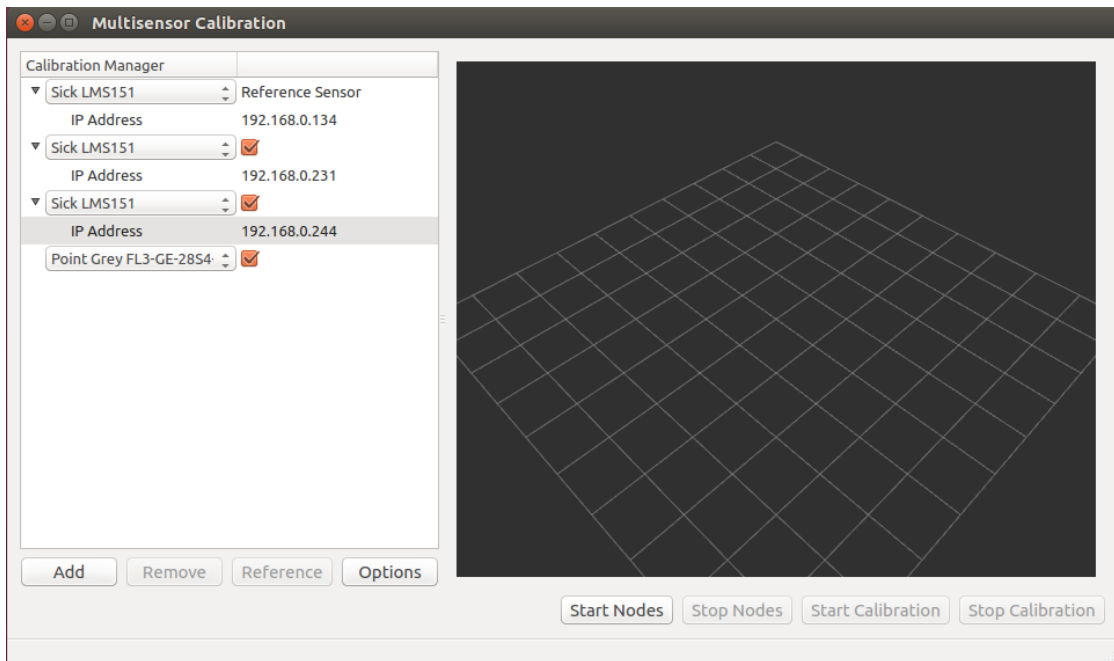 Multisensor Calibration
Calibration Manager
Sick LMS151 Reference Sensor
IP Address 192.168.0.134
Sick LMS151
IP Address 192.168.0.231
Sick LMS151
IP Address 192.168.0.244
Point Grey FL3-GE-28S4-
Add Remove Reference Options
Start Nodes Stop Nodes Start Calibration Stop Calibration